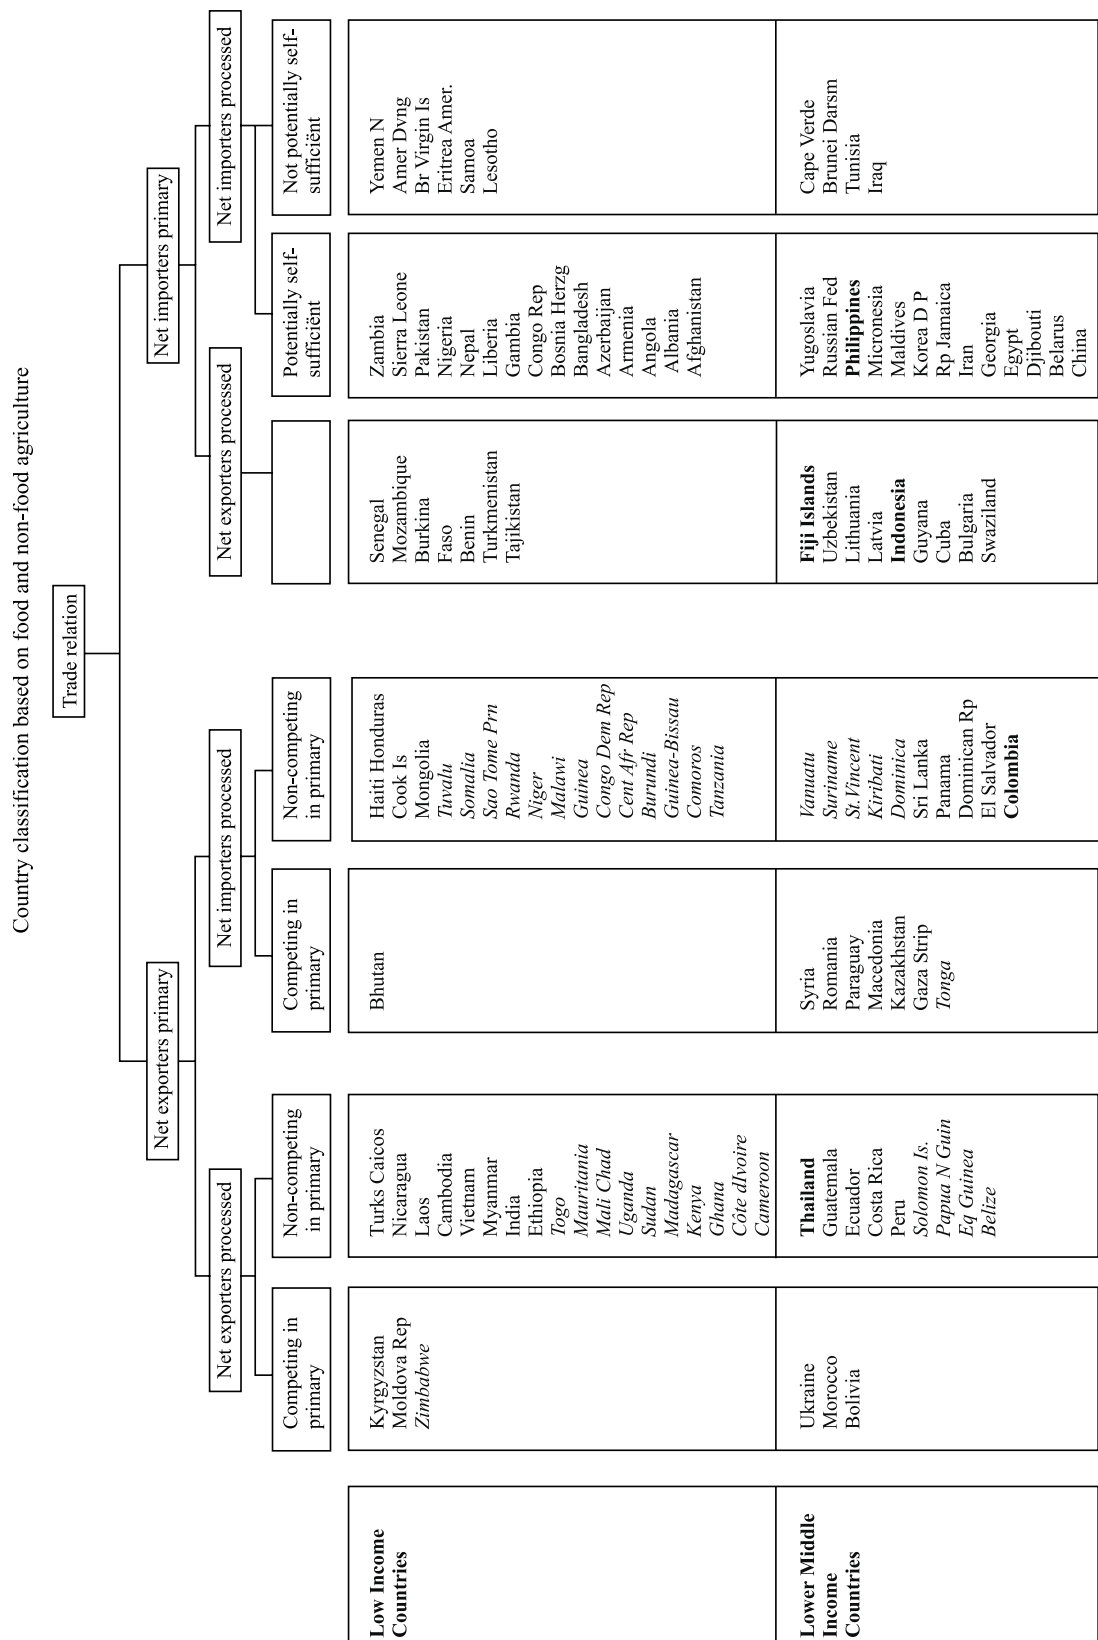 Country classification based on food and non-food agriculture
Trade relation
Net exporters primary
Net importers primary
Net exporters processed
Net importers processed
Net exporters processed
Net importers processed
Competing in
primary
Non-competing
in primary
Competing in
primary
Non-competing
in primary
Potentially self-
sufficiënt
Not potentially self-
sufficiënt
Low Income
Countries
Kyrgyzstan
Moldova Rep
Zimbabwe
Turks Caicos
Nicaragua
Laos
Cambodia
Vietnam
Myanmar
India
Ethiopia
Togo
Mauritania
Mali Chad
Uganda
Sudan
Madagascar
Kenya
Ghana
Côte dIvoire
Cameroon
Bhutan
Haiti Honduras
Cook Is
Mongolia
Tuvalu
Somalia
Sao Tome Prn
Rwanda
Niger
Malawi
Guinea
Congo Dem Rep
Cent Afr Rep
Burundi
Guinea-Bissau
Comoros
Tanzania
Senegal
Mozambique
Burkina
Faso
Benin
Turkmenistan
Tajikistan
Zambia
Sierra Leone
Pakistan
Nigeria
Nepal
Liberia
Gambia
Congo Rep
Bosnia Herzg
Bangladesh
Azerbaijan
Armenia
Angola
Albania
Afghanistan
Yemen N
Amer Dvng
Br Virgin Is
Eritrea Amer.
Samoa
Lesotho
Lower Middle
Income
Countries
Ukraine
Morocco
Bolivia
Thailand
Guatemala
Ecuador
Costa Rica
Peru
Solomon Is.
Papua N Guin
Eq Guinea
Belize
Syria
Romania
Paraguay
Macedonia
Kazakhstan
Gaza Strip
Tonga
Vanuatu
Suriname
St.Vincent
Kiribati
Dominica
Sri Lanka
Panama
Dominican Rp
El Salvador
Colombia
Fiji Islands
Uzbekistan
Lithuania
Latvia
Indonesia
Guyana
Cuba
Bulgaria
Swaziland
Yugoslavia
Russian Fed
Philippines
Micronesia
Maldives
Korea D P
Rp Jamaica
Iran
Georgia
Egypt
Djibouti
Belarus
China
Cape Verde
Brunei Darsm
Tunisia
Iraq